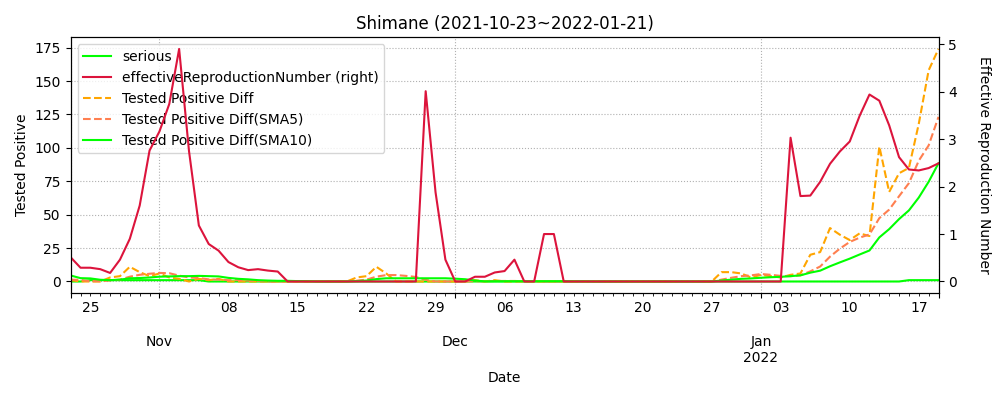 Shimane (2021-10-23~2022-01-21)
serious
effectiveReproductionNumber (right)
Tested Positive Diff
Tested Positive Diff(SMA5)
Tested Positive Diff(SMA10)
Tested Positive
175
150
125
100
75
50
25
0
Effective Reproduction Number
5
4
3
2
1
0
25 08 15 22 29 06 13 20 27 03 10 17
Nov Dec Jan
2022
Date